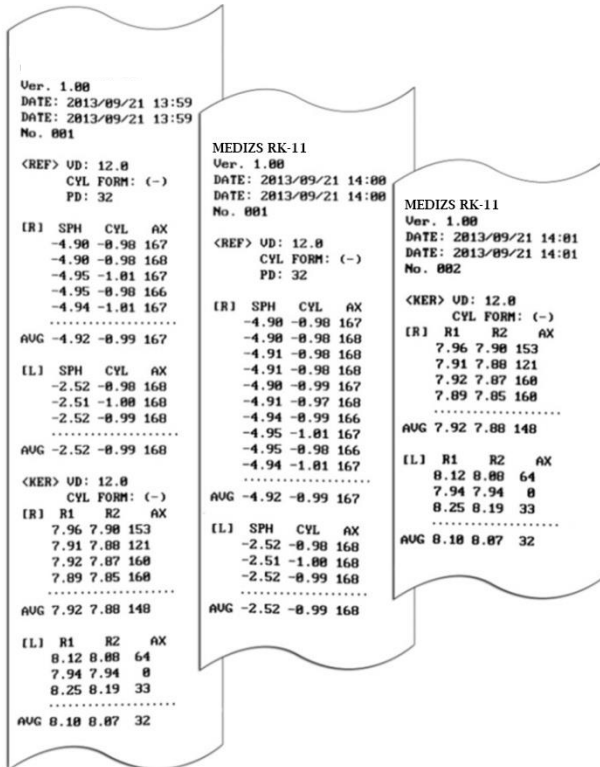 Ver. 1.00
DATE: 2013/09/21 13:59
DATE: 2013/09/21 13:59
No. 001
<REF> VD: 12.0
CYL FORM: (-)
PD: 32
[R] SPH CYL AX
-4.90 -0.98 167
-4.90 -0.98 168
-4.95 -1.01 167
-4.95 -0.98 166
-4.94 -1.01 167
AVG -4.92 -0.99 167
[L] SPH CYL AX
-2.52 -0.98 168
-2.51 -1.00 168
-2.52 -0.99 168
AVG -2.52 -0.99 168
<KER> VD: 12.0
CYL FORM: (-)
[R] R1 R2 AX
7.96 7.90 153
7.91 7.88 121
7.92 7.87 160
7.89 7.85 160
AVG 7.92 7.88 148
[L] R1 R2 AX
8.12 8.08 64
7.94 7.94 0
8.25 8.19 33
AVG 8.10 8.07 32
MEDIZS RK-11
Ver. 1.00
DATE: 2013/09/21 14:00
DATE: 2013/09/21 14:00
No. 001
<REF> VD: 12.0
CYL FORM: (-)
PD: 32
[R] SPH CYL AX
-4.90 -0.98 167
-4.90 -0.98 168
-4.91 -0.98 168
-4.91 -0.98 168
-4.90 -0.99 167
-4.91 -0.97 168
-4.94 -0.99 166
-4.95 -1.01 167
-4.95 -0.98 166
-4.94 -1.01 167
AVG -4.92 -0.99 167
[L] SPH CYL AX
-2.52 -0.98 168
-2.51 -1.00 168
-2.52 -0.99 168
AVG -2.52 -0.99 168
MEDIZS RK-11
Ver. 1.00
DATE: 2013/09/21 14:01
DATE: 2013/09/21 14:01
No. 002
<KER> VD: 12.0
CYL FORM: (-)
[R] R1 R2 AX
7.96 7.90 153
7.91 7.88 121
7.92 7.87 160
7.89 7.85 160
AVG 7.92 7.88 148
[L] R1 R2 AX
8.12 8.08 64
7.94 7.94 0
8.25 8.19 33
AVG 8.10 8.07 32